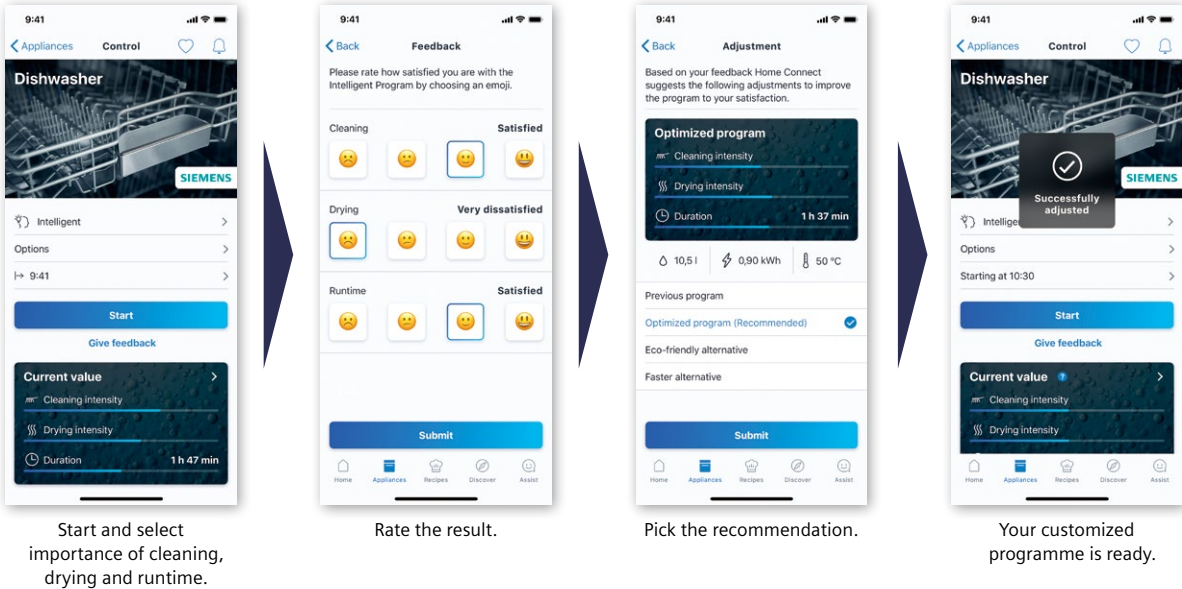 9:41
Appliances Control
Dishwasher
SIEMENS
Intelligent
Options
9:41
Start
Give feedback
Current value
Cleaning intensity
Drying intensity
Duration 1 h 47 min
Start and select
importance of cleaning,
drying and runtime.
9:41
Back Feedback
Please rate how satisfied you are with the
Intelligent Program by choosing an emoji.
Cleaning Satisfied
Drying Very dissatisfied
Runtime Satisfied
Submit
Home Appliances Recipes Discover Assist
Rate the result.
9:41
Back Adjustment
Based on your feedback Home Connect
suggests the following adjustments to improve
the program to your satisfaction.
Optimized program
Cleaning intensity
Drying intensity
Duration 1 h 37 min
10,5 l 0,90 kWh 50 °C
Previous program
Optimized program (Recommended)
Eco-friendly alternative
Faster alternative
Submit
Home Appliances Recipes Discover Assist
Pick the recommendation.
9:41
Appliances Control
Dishwasher
SIEMENS
Successfully
adjusted
Intelige
Options
Starting at 10:30
Start
Give feedback
Current value ?
Cleaning intensity
Drying intensity
Home Appliances Recipes Discover Assist
Your customized
programme is ready.